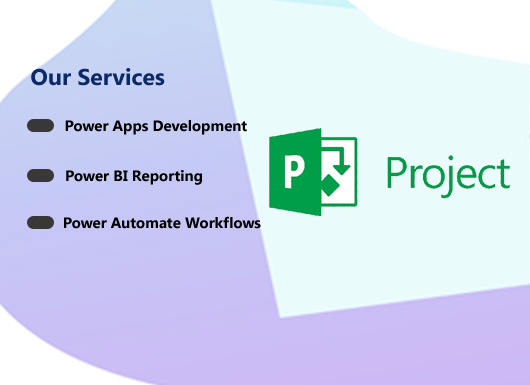 Our Services
Power Apps Development
Power BI Reporting
Power Automate Workflows
P
Project